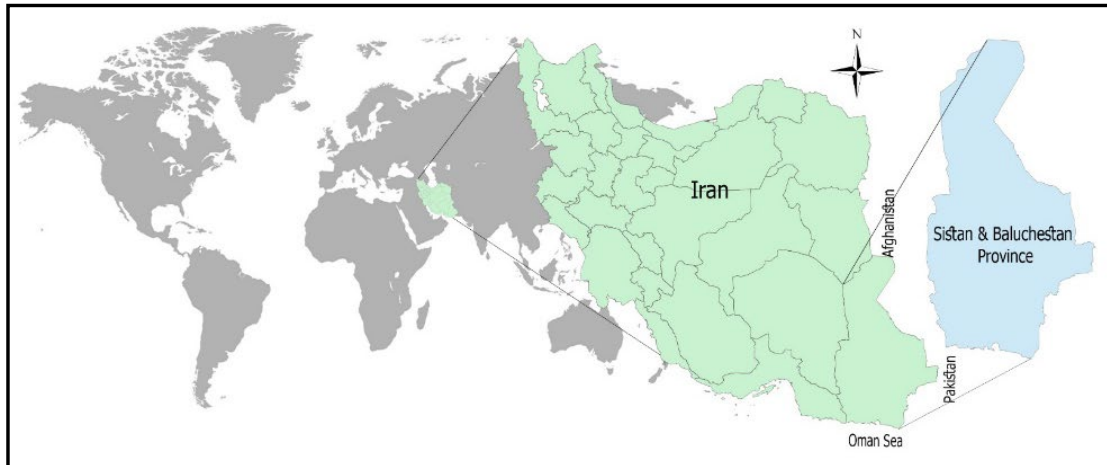 N
Iran
Afghanistan
Sistan & Baluchestan
Province
Pakistan
Oman Sea